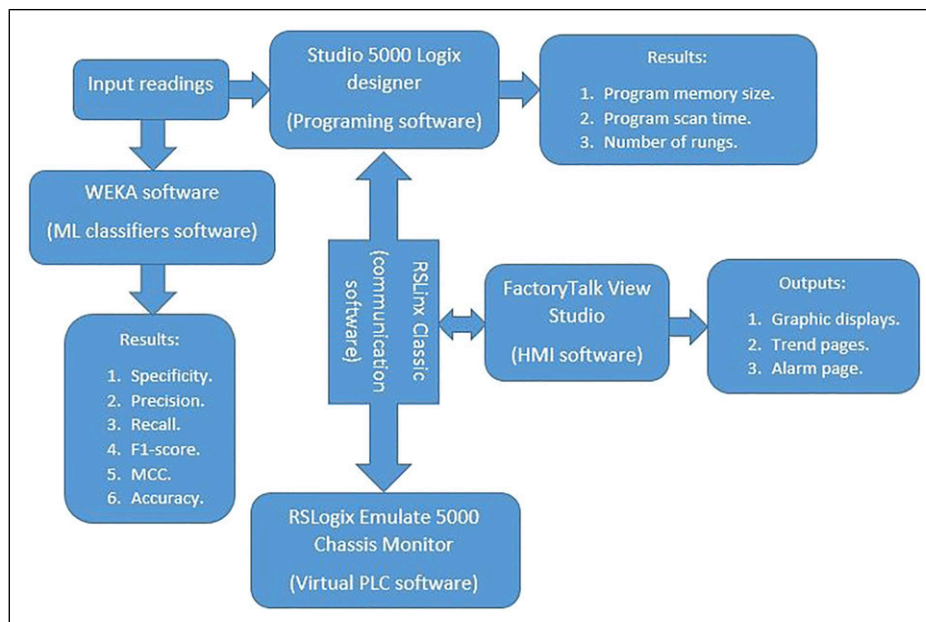 Input readings
Studio 5000 Logix
designer
(Programing software)
Results:
1. Program memory size.
2. Program scan time.
3. Number of rungs.
WEKA software
(ML classifiers software)
RSLinx Classic
(communication
software)
FactoryTalk View
Studio
(HMI software)
Outputs:
1. Graphic displays.
2. Trend pages.
3. Alarm page.
Results:
1. Specificity.
2. Precision.
3. Recall.
4. F1-score.
5. MCC.
6. Accuracy.
RSLogix Emulate 5000
Chassis Monitor
(Virtual PLC software)